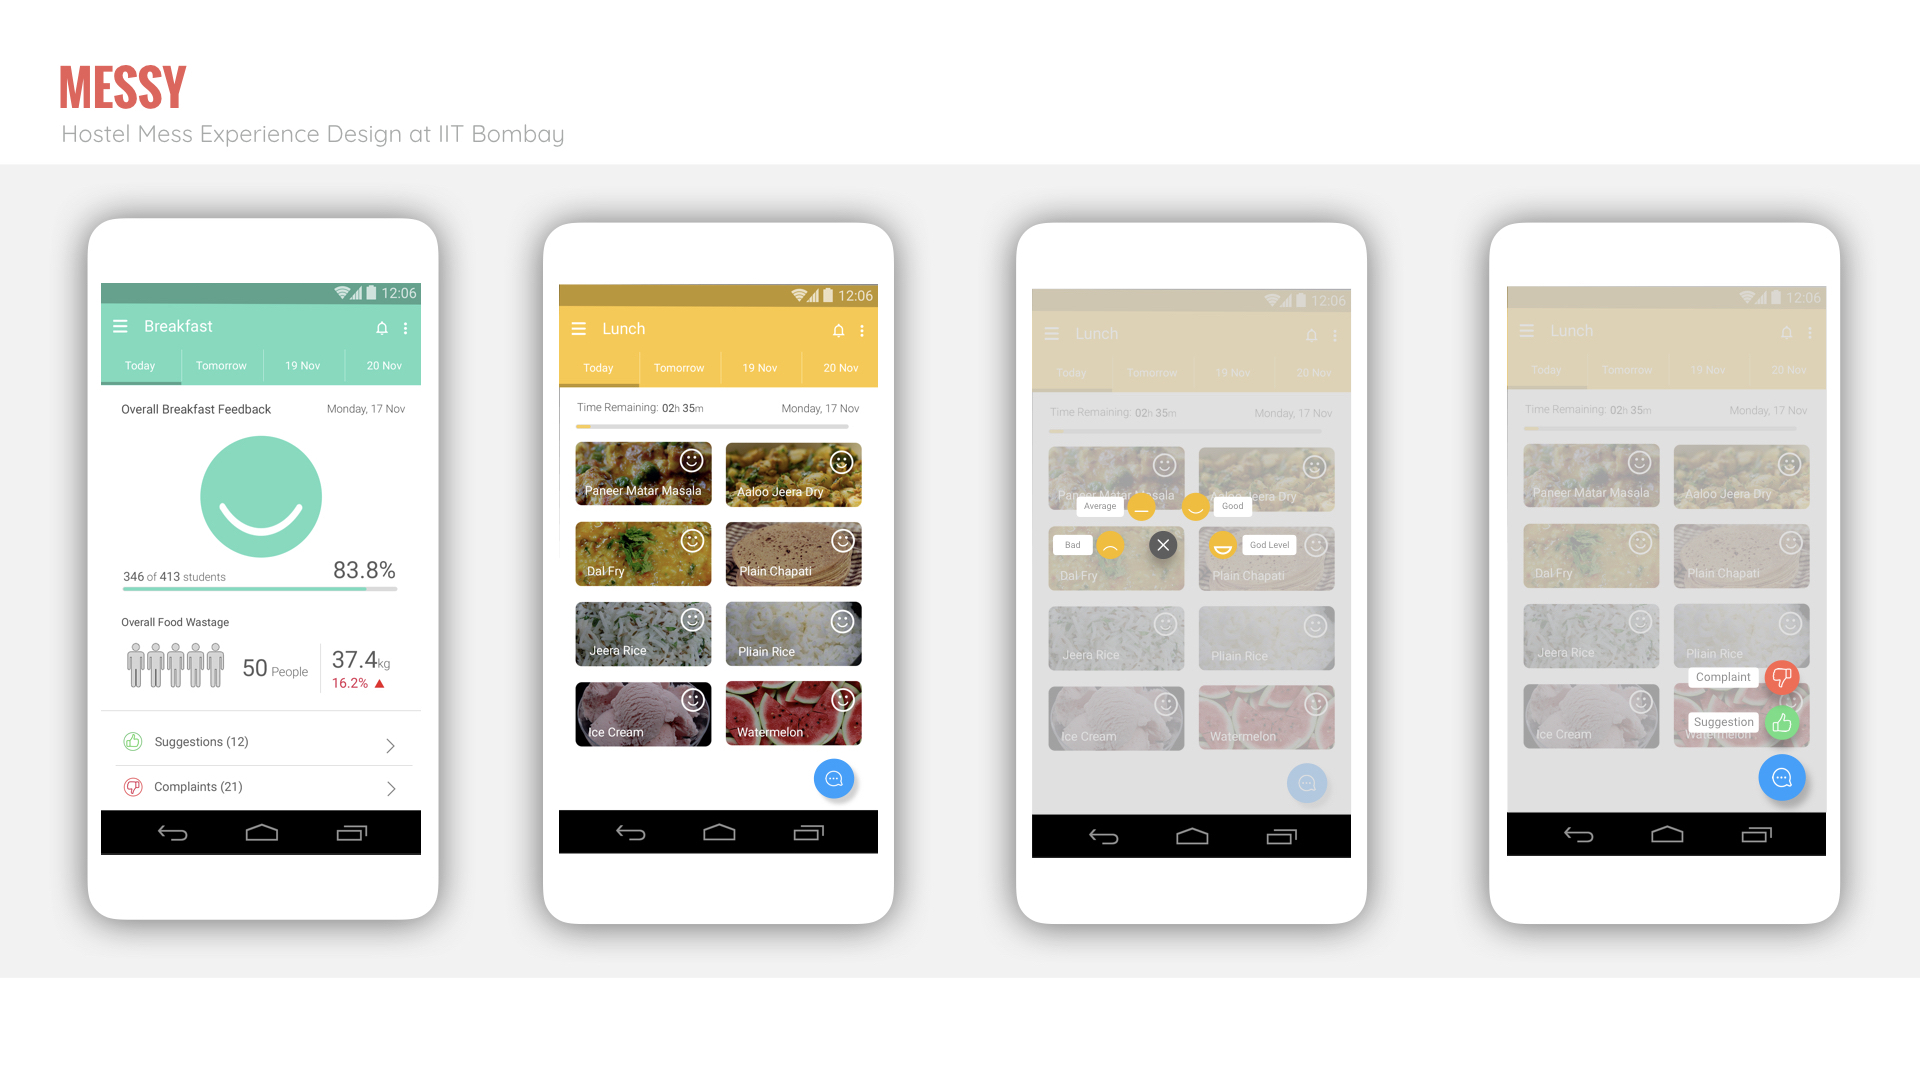 MESSY
Hostel Mess Experience Design at IIT Bombay
12:06
Breakfast
Today Tomorrow 19 Nov 20 Nov
Overall Breakfast Feedback Monday, 17 Nov
346 of 413 students 83.8%
Overall Food Wastage
50 People 37.4kg
16.2%
Suggestions (12)
Complaints (21)
12:06
Lunch
Today Tomorrow 19 Nov 20 Nov
Time Remaining: 02h 35m Monday, 17 Nov
Paneer Matar Masala Aaloo Jeera Dry
Dal Fry Plain Chapati
Jeera Rice Pliain Rice
Ice Cream Watermelon
12:06
Lunch
Today Tomorrow 19 Nov 20 Nov
Time Remaining: 02h 35m Monday, 17 Nov
Paneer Matar Masala Aaloo Jeera Dry
Average Good
Bad God Level
Dal Fry Plain Chapati
Jeera Rice Pliain Rice
Ice Cream Watermelon
12:06
Lunch
Today Tomorrow 19 Nov 20 Nov
Time Remaining: 02h 35m Monday, 17 Nov
Paneer Matar Masala Aaloo Jeera Dry
Dal Fry Plain Chapati
Jeera Rice Pliain Rice
Complaint
Suggestion
Ice Cream Watermelon